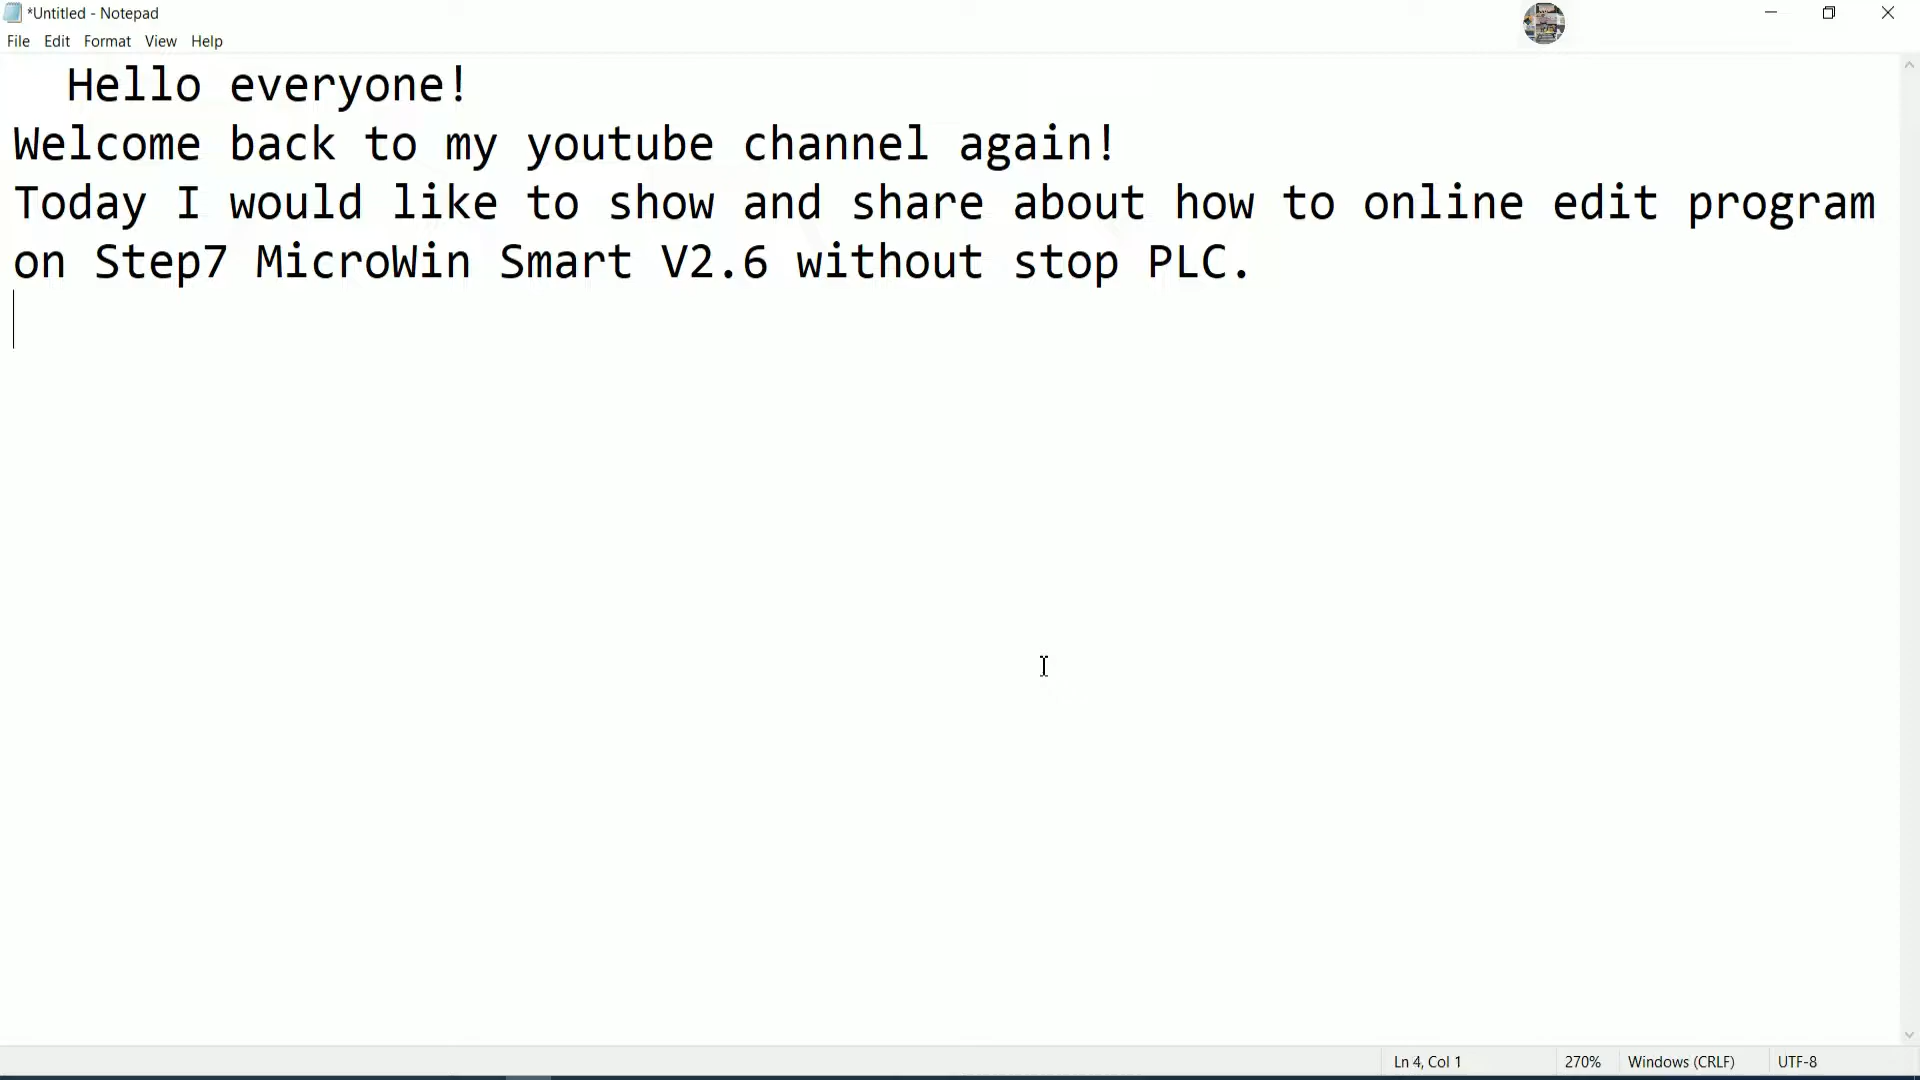 *Untitled - Notepad
File Edit Format View Help
Hello everyone!
Welcome back to my youtube channel again!
Today I would like to show and share about how to online edit program
on Step7 MicroWin Smart V2.6 without stop PLC.
Ln 4, Col 1 270% Windows (CRLF) UTF-8